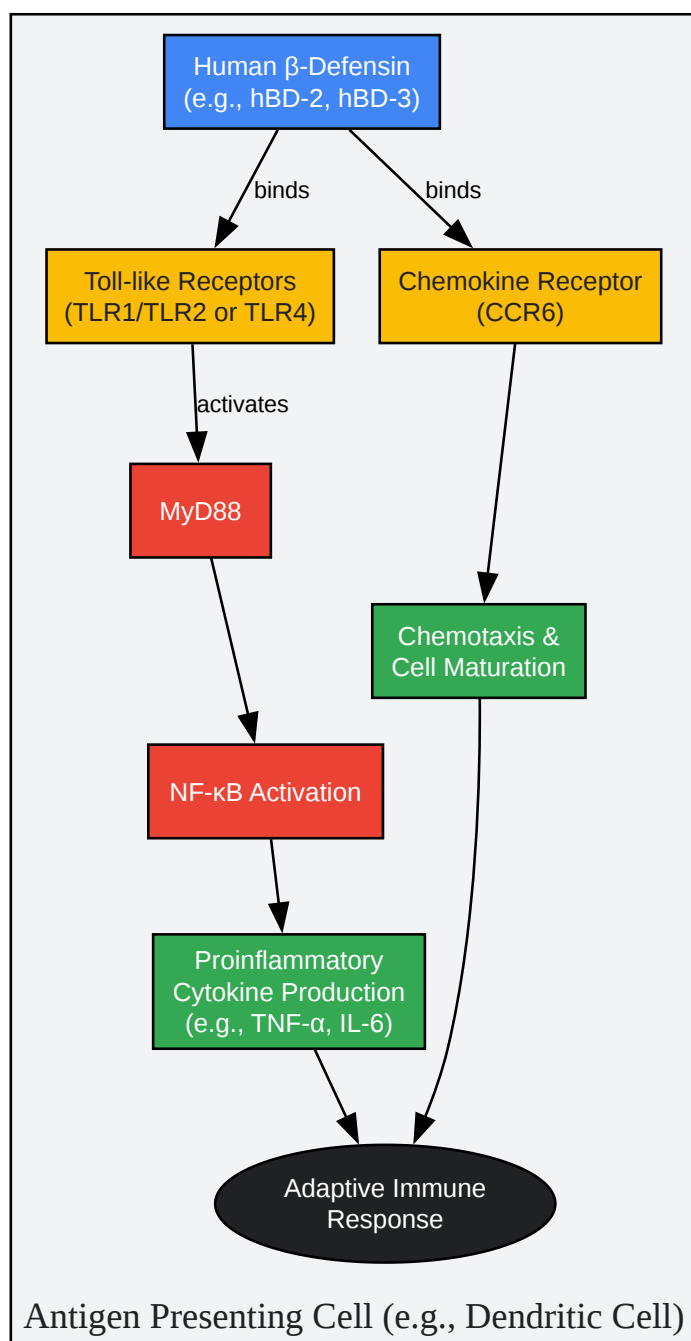 Human β-Defensin
(e.g., hBD-2, hBD-3)
binds
binds
Toll-like Receptors
(TLR1/TLR2 or TLR4)
Chemokine Receptor
(CCR6)
activates
MyD88
Chemotaxis &
Cell Maturation
NF-κB Activation
Proinflammatory
Cytokine Production
(e.g., TNF-α, IL-6)
Adaptive Immune
Response
Antigen Presenting Cell (e.g., Dendritic Cell)